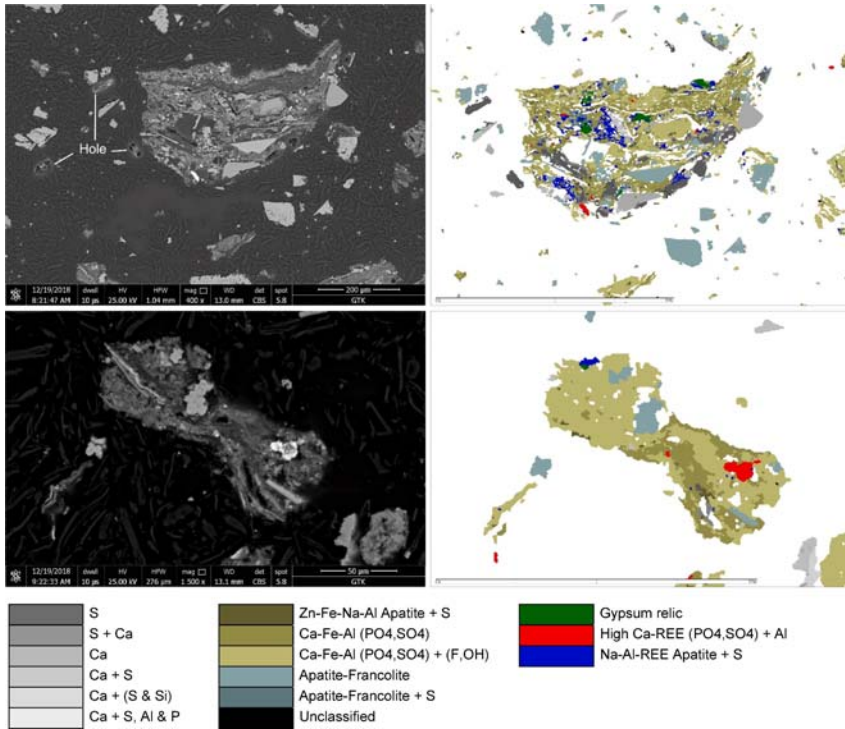 Hole
12/19/2018 dwell HV HFW mag WD det spot
8:21:47 AM 10 µs 25.00 kV 1.04 mm 400 x 13.0 mm CBS 5.8
200 µm
GTK
12/19/2018 dwell HV HFW mag WD det spot
9:22:33 AM 10 µs 25.00 kV 276 µm 1 500 x 13.1 mm CBS 5.8
50 µm
GTK
S
S + Ca
Ca
Ca + S
Ca + (S & Si)
Ca + S, Al & P
Zn-Fe-Na-Al Apatite + S
Ca-Fe-Al (PO4,SO4)
Ca-Fe-Al (PO4,SO4) + (F,OH)
Apatite-Francolite
Apatite-Francolite + S
Unclassified
Gypsum relic
High Ca-REE (PO4,SO4) + Al
Na-Al-REE Apatite + S